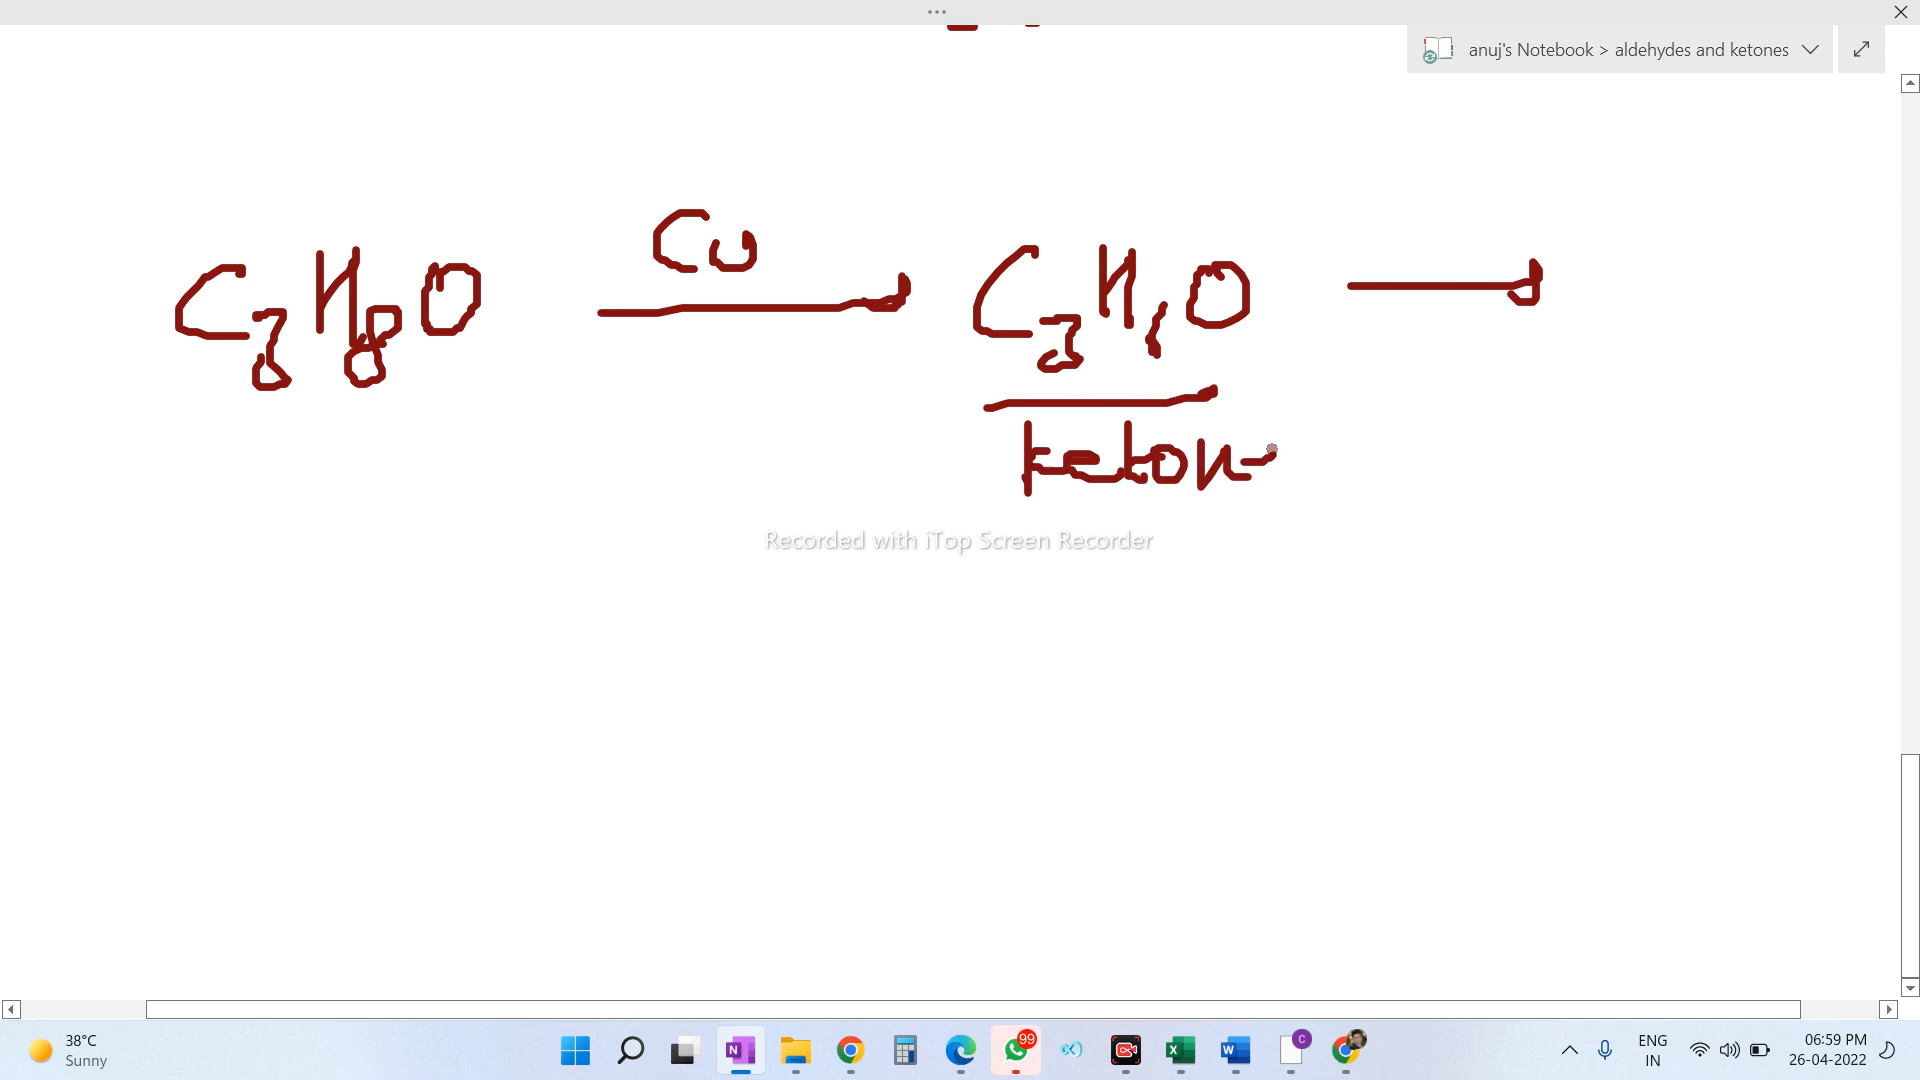 anuj's Notebook > aldehydes and ketones
Cu
C3H8O
C3H6O
keton
Recorded with iTop Screen Recorder
38°C
Sunny
99
ENG
IN
06:59 PM
26-04-2022